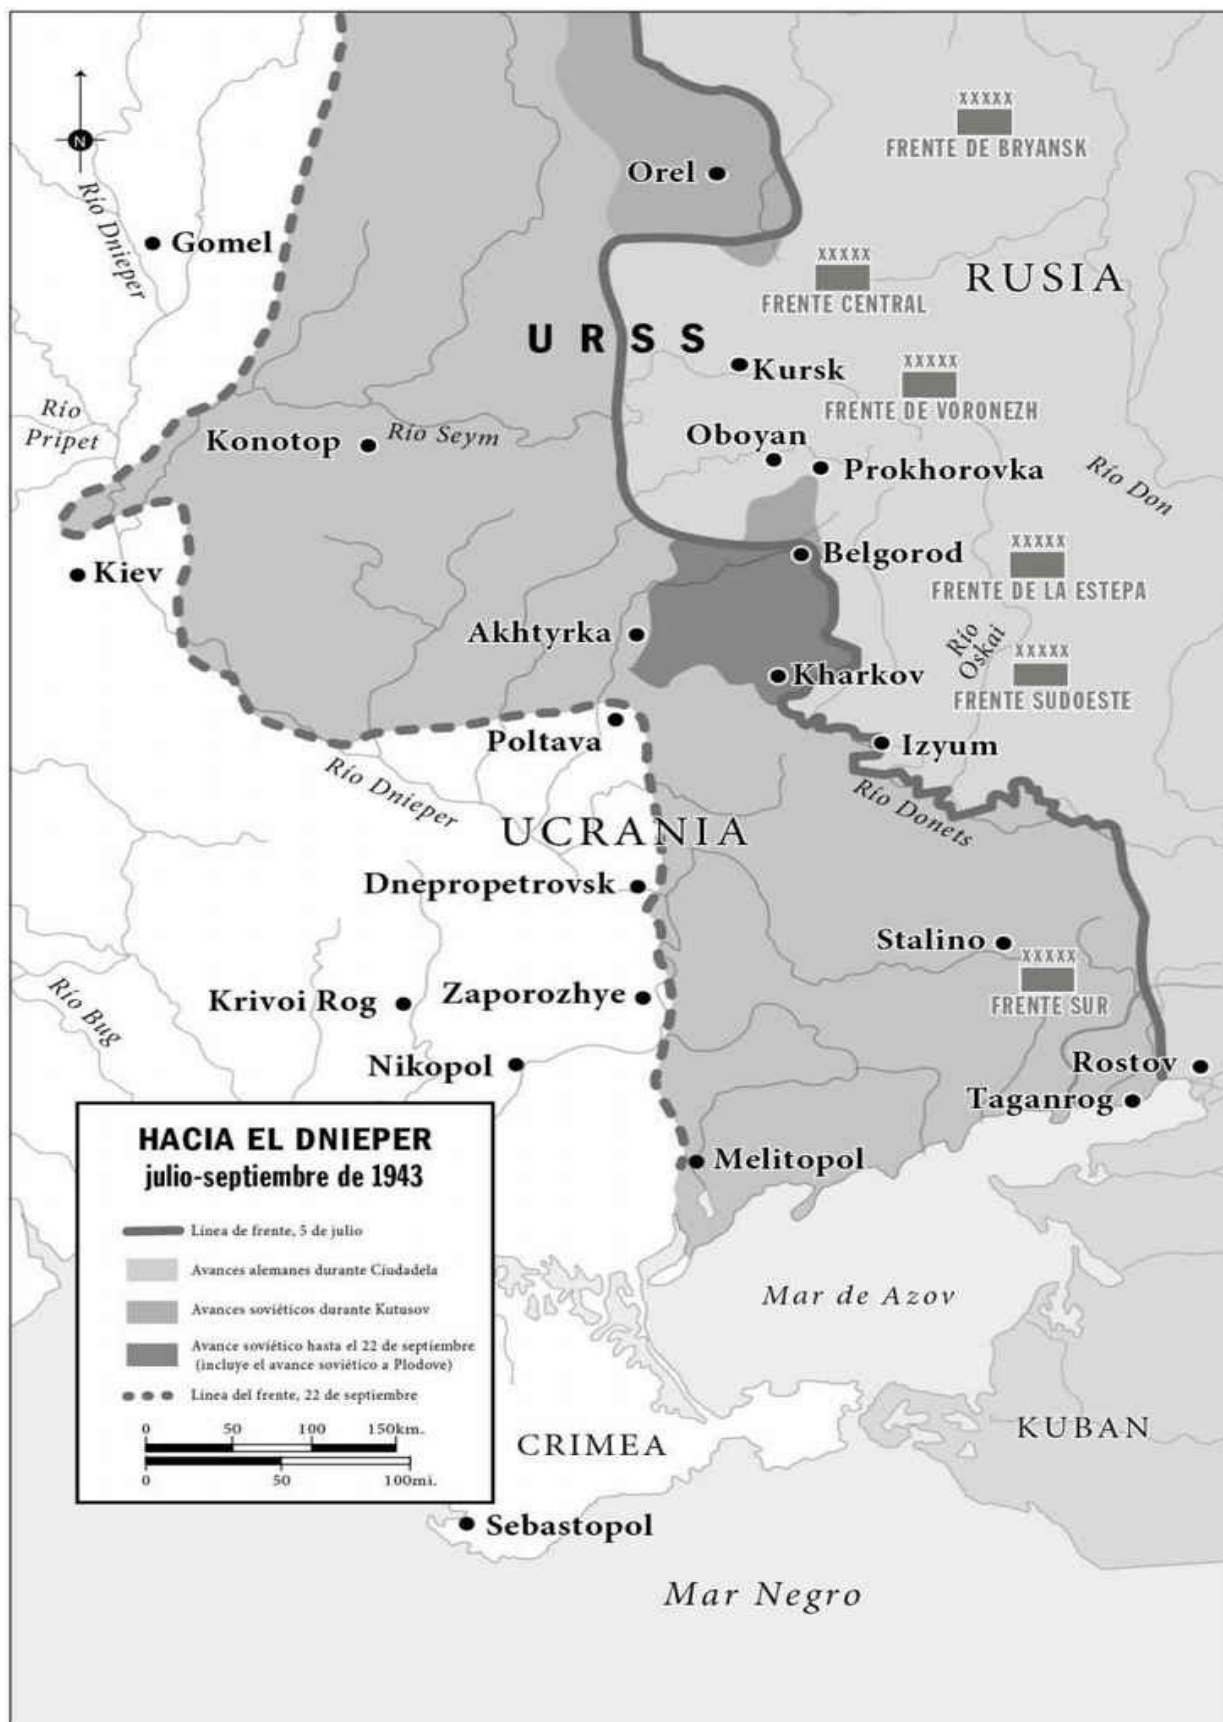 XXXXX
FRENTE DE BRYANSK
N
Orel
Río Dnieper
Gomel
XXXXX
FRENTE CENTRAL
RUSIA
URSS
Kursk
XXXXX
FRENTE DE VORONEZH
Río
Pripet
Konotop
Río Seym
Oboyan
Prokhorovka
Río Don
Kiev
Belgorod
XXXXX
FRENTE DE LA ESTEPA
Akhtyrka
Río
Oskai
XXXXX
FRENTE SUDOESTE
Kharkov
Poltava
Izyum
Río Dnieper
Río Donets
UCRANIA
Dnepropetrovsk
Stalino
XXXXX
FRENTE SUR
Río Bug
Krivoi Rog
Zaporozhye
Nikopol
Rostov
Taganrog
HACIA EL DNIEPER
julio-septiembre de 1943
Línea de frente, 5 de julio
Avances alemanes durante Ciudadela
Avances soviéticos durante Kutusov
Avance soviético hasta el 22 de septiembre
(incluye el avance soviético a Plodove)
Línea del frente, 22 de septiembre
0 50 100 150km.
0 50 100mi.
Melitopol
Mar de Azov
CRIMEA
KUBAN
Sebastopol
Mar Negro